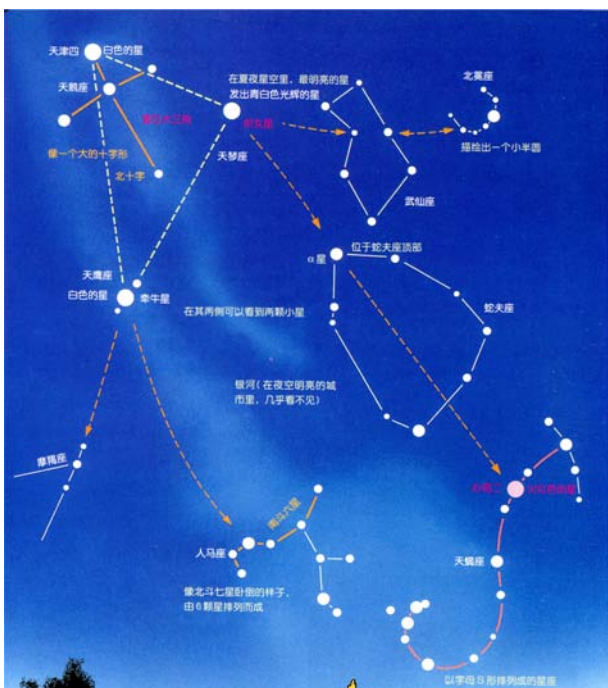 天津四
白色的星
天鹅座
像一个大的十字形
北十字
夏季大三角
在夏夜星空里，最明亮的星
发出青白色光辉的星
织女星
天琴座
北冕座
描绘出一个小半圆
武仙座
α星
位于蛇夫座顶部
天鹰座
白色的星
牵牛星
在其两侧可以看到两颗小星
蛇夫座
银河（在夜空明亮的城
市里，几乎看不见）
摩羯座
南斗六星
人马座
像北斗七星卧倒的样子，
由6颗星排列而成
心宿二
天蝎座
以字母S形排列成的星座